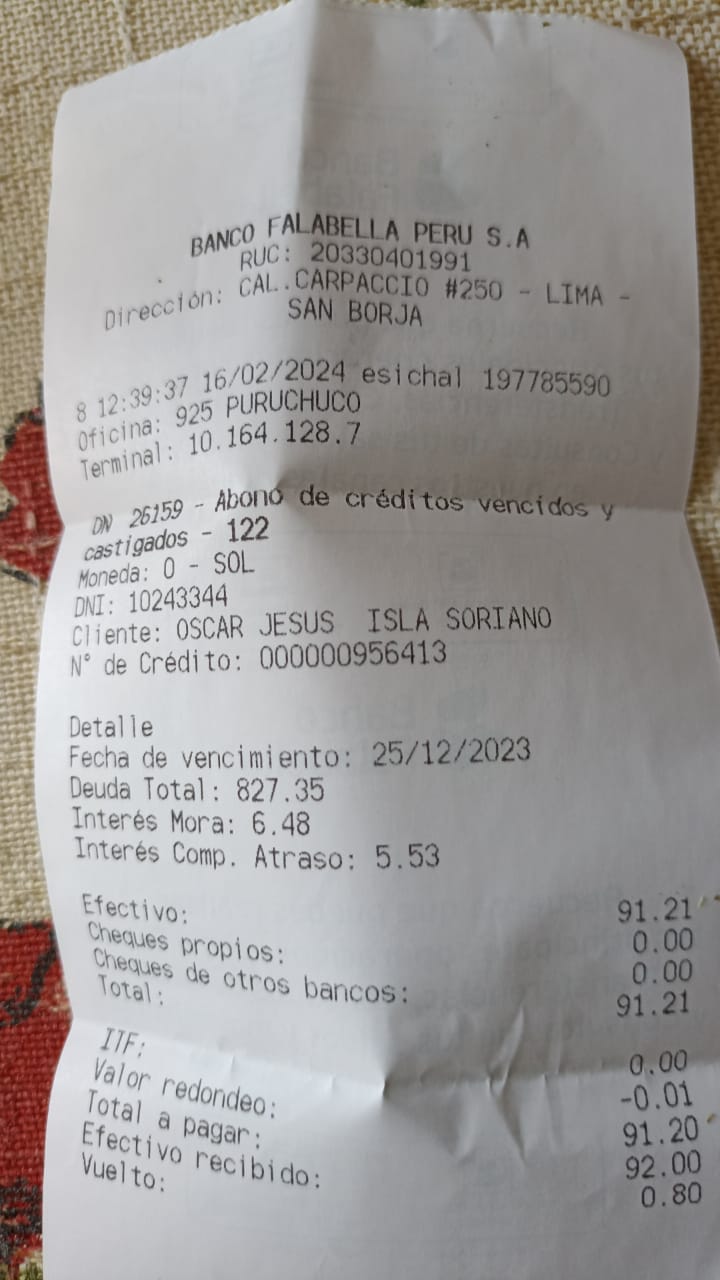 BANCO FALABELLA PERU S.A
RUC: 20330401991
Dirección: CAL..CARPACCIO #250 - LIMA -
SAN BORJA
8 12:39:37 16/02/2024 esichal 197785590
Oficina: 925 PURUCHUCO
Terminal: 10.164.128.7
DN 26159 - Abono de créditos vencidos y
castigados - 122
Moneda: 0 - SOL
DNI: 10243344
Cliente: OSCAR JESUS ISLA SORIANO
N° de Crédito: 000000956413
Detalle
Fecha de vencimiento: 25/12/2023
Deuda Total: 827.35
Interés Mora: 6.48
Interés Comp. Atraso: 5.53
Efectivo: 91.21
Cheques propios: 0.00
Cheques de otros bancos: 0.00
Total: 91.21
ITF: 0.00
Valor redondeo: -0.01
Total a pagar: 91.20
Efectivo recibido: 92.00
Vuelto: 0.80